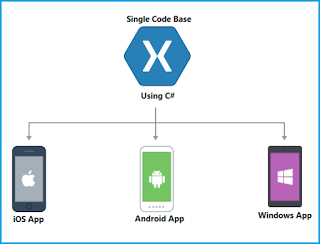 Single Code Base
Using C#
iOS App
Android App
Windows App